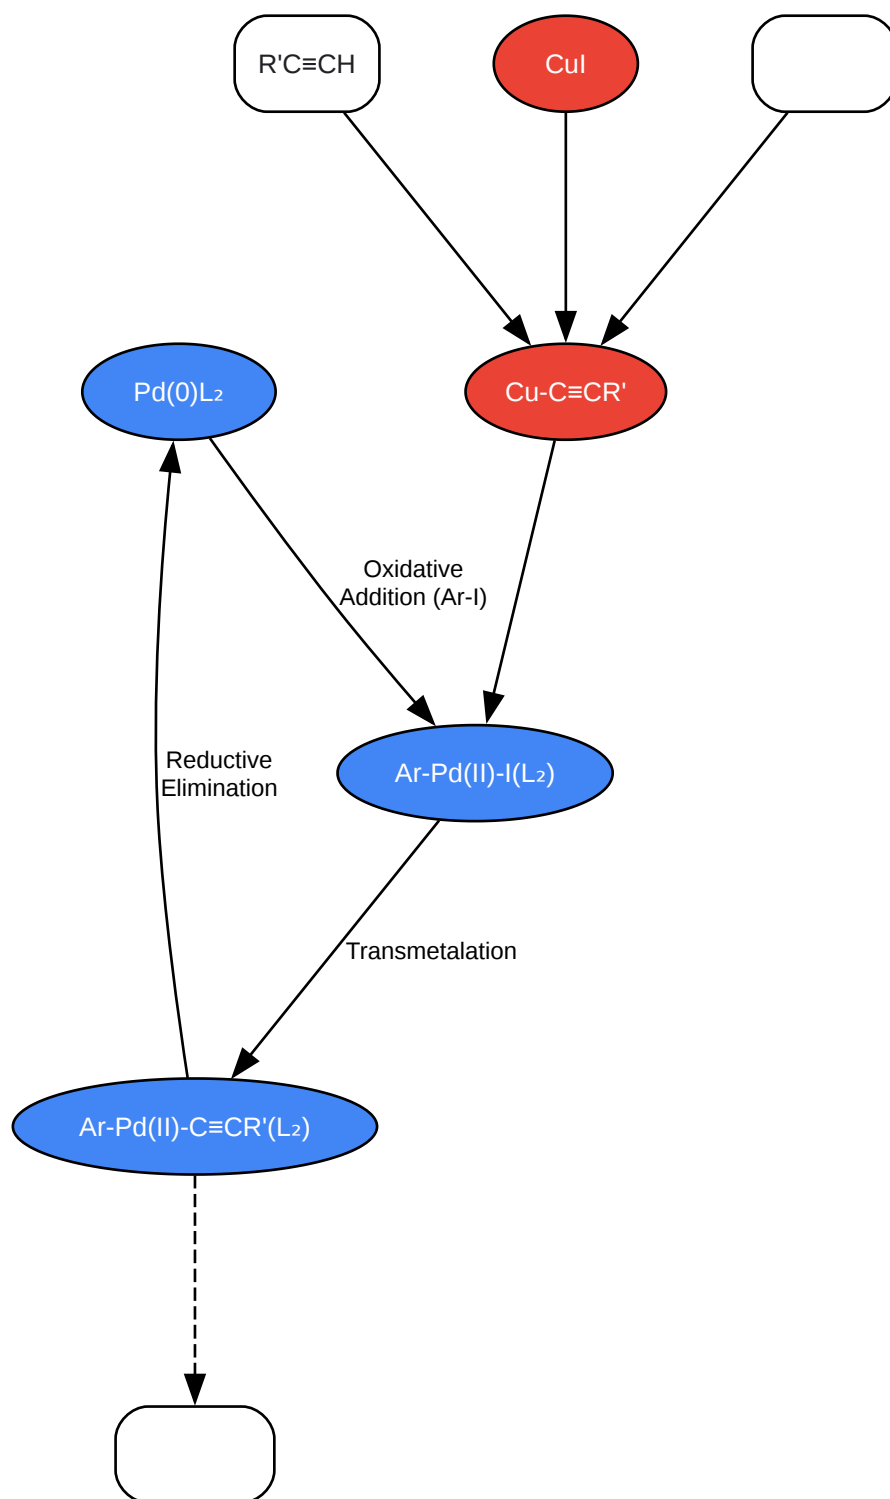 R'C≡CH
CuI
Pd(0)L₂
Cu-C≡CR'
Oxidative
Addition (Ar-I)
Ar-Pd(II)-I(L₂)
Reductive
Elimination
Transmetalation
Ar-Pd(II)-C≡CR'(L₂)